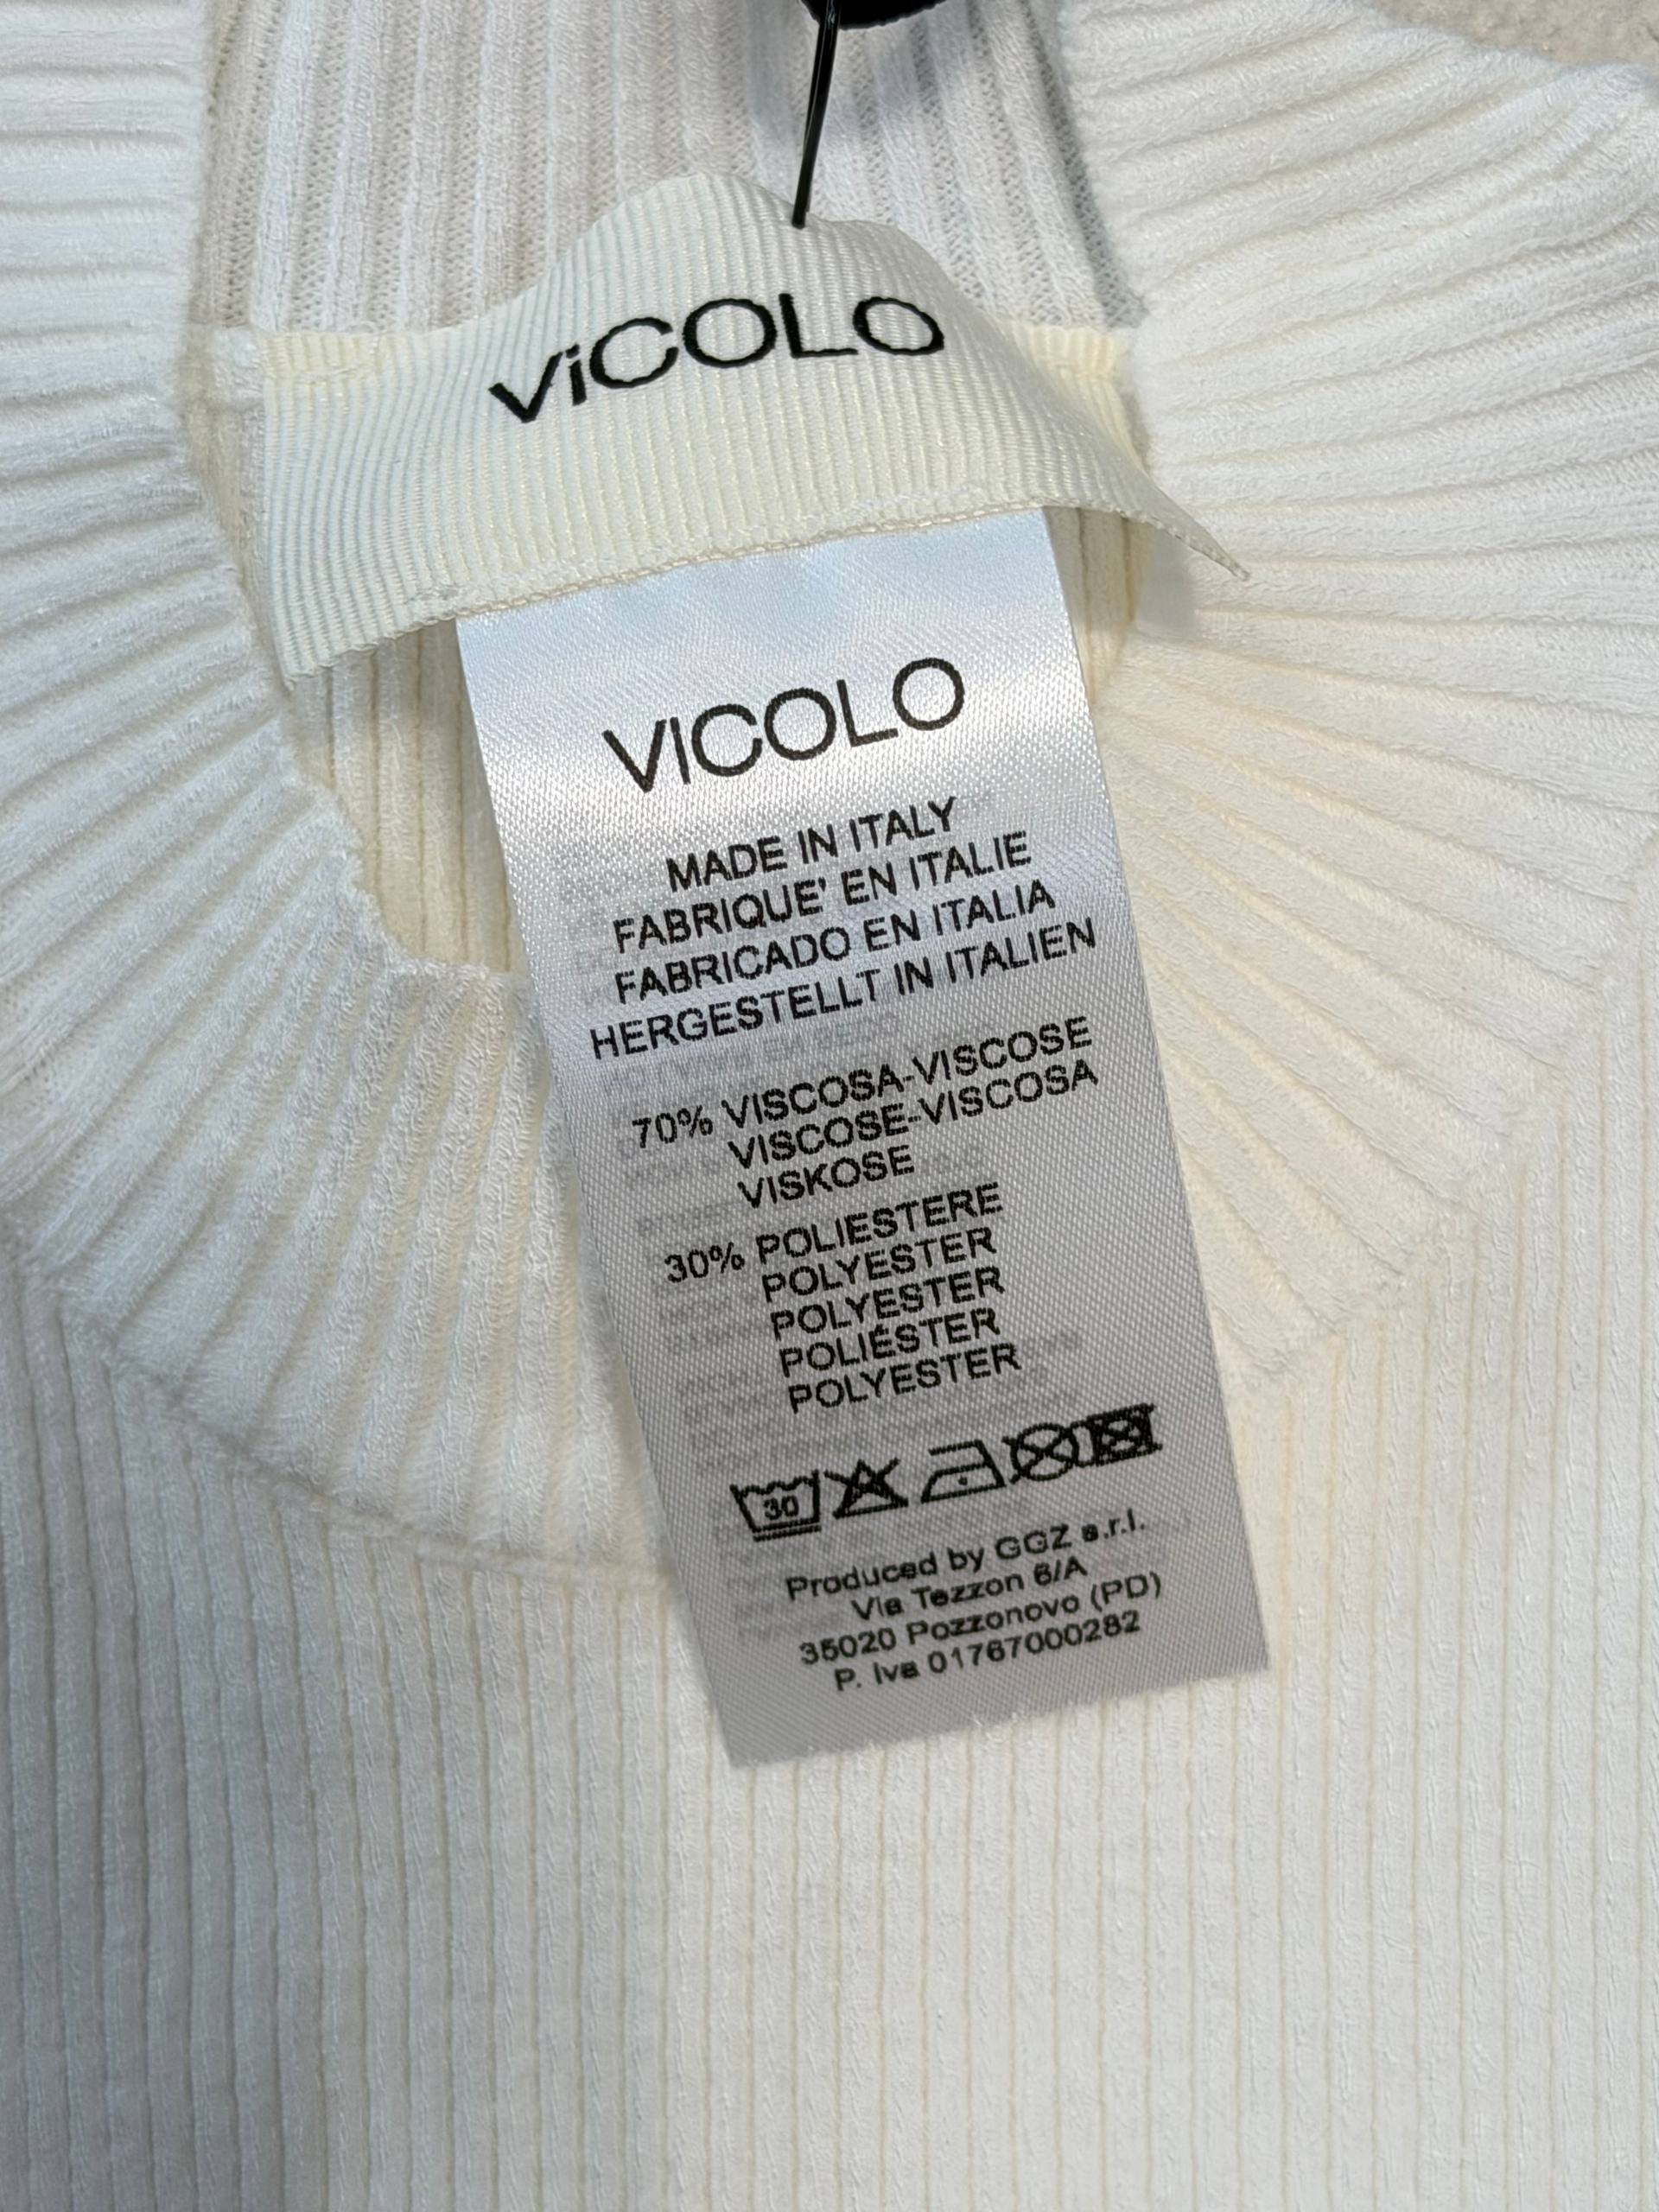 ViCOLO
VICOLO
MADE IN ITALY
FABRIQUE' EN ITALIE
FABRICADO EN ITALIA
HERGESTELLT IN ITALIEN
70% VISCOSA-VISCOSE
VISCOSE-VISCOSA
VISKOSE
30% POLIESTERE
POLYESTER
POLYESTER
POLIÉSTER
POLYESTER
30
Produced by GGZ s.r.l.
Via Tezzon 6/A
35020 Pozzonovo (PD)
P. Iva 01767000282